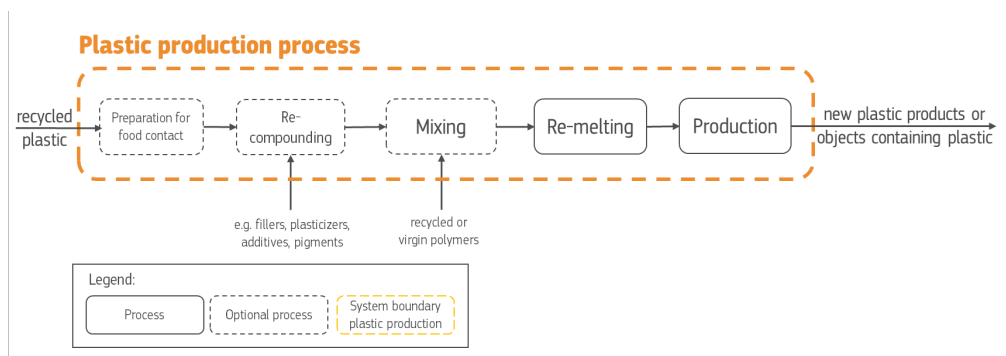 Plastic production process
recycled
plastic
Preparation for
food contact
Re-
compounding
Mixing
Re-melting
Production
new plastic products or
objects containing plastic
e.g. fillers, plasticizers,
additives, pigments
recycled or
virgin polymers
Legend:
Process
Optional process
System boundary
plastic production